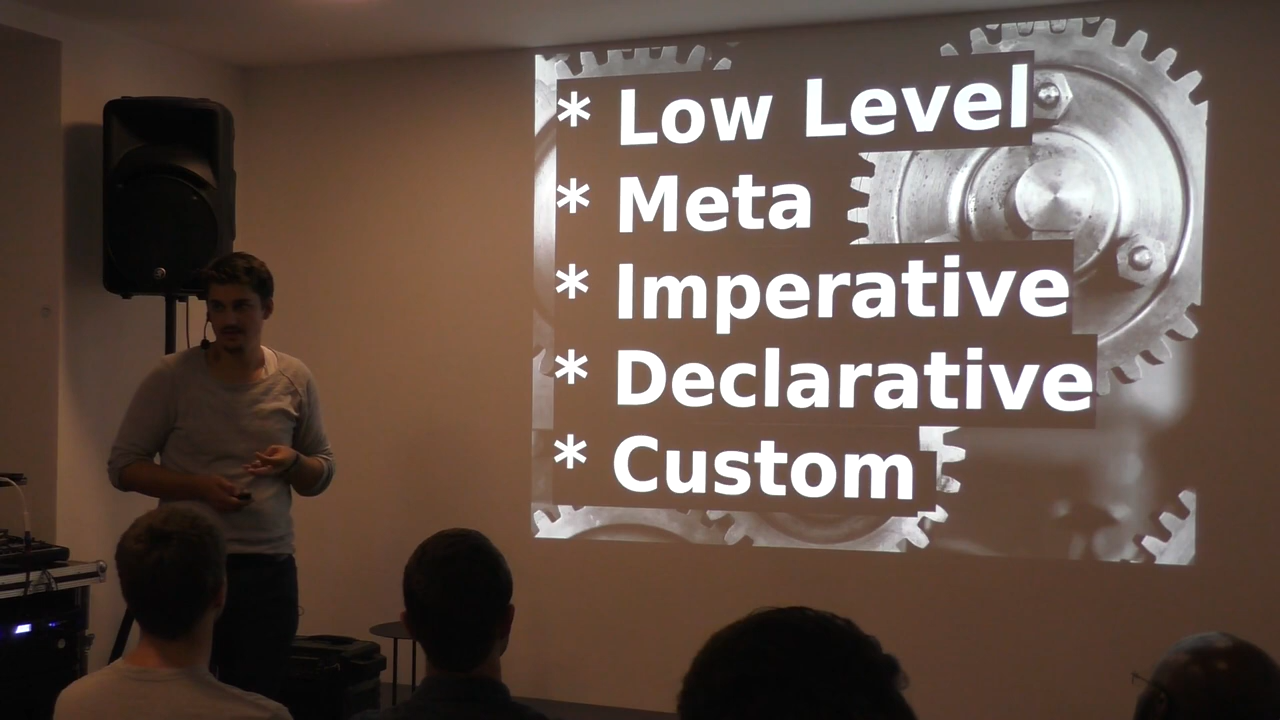 * Low Level
* Meta
* Imperative
* Declarative
* Custom